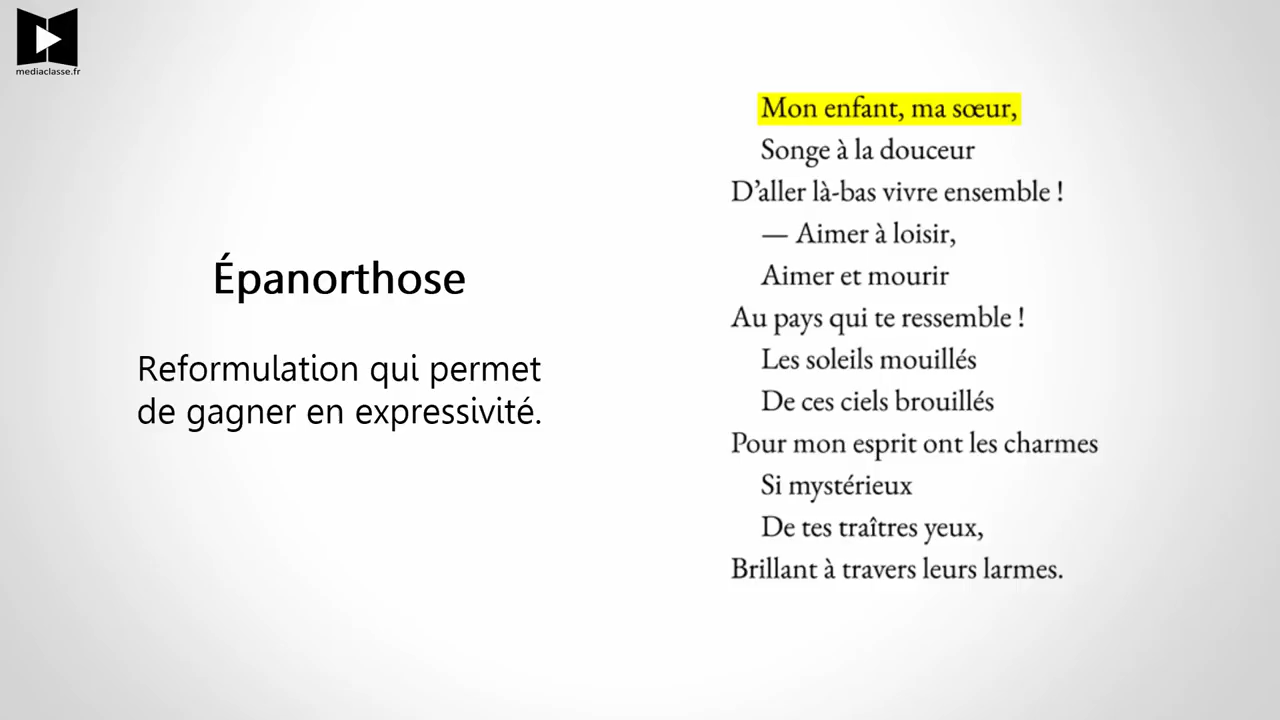 mediaclasse.fr
Épanorthose
Reformulation qui permet
de gagner en expressivité.
Mon enfant, ma sœur,
Songe à la douceur
D’aller là-bas vivre ensemble !
— Aimer à loisir,
Aimer et mourir
Au pays qui te ressemble !
Les soleils mouillés
De ces ciels brouillés
Pour mon esprit ont les charmes
Si mystérieux
De tes traîtres yeux,
Brillant à travers leurs larmes.